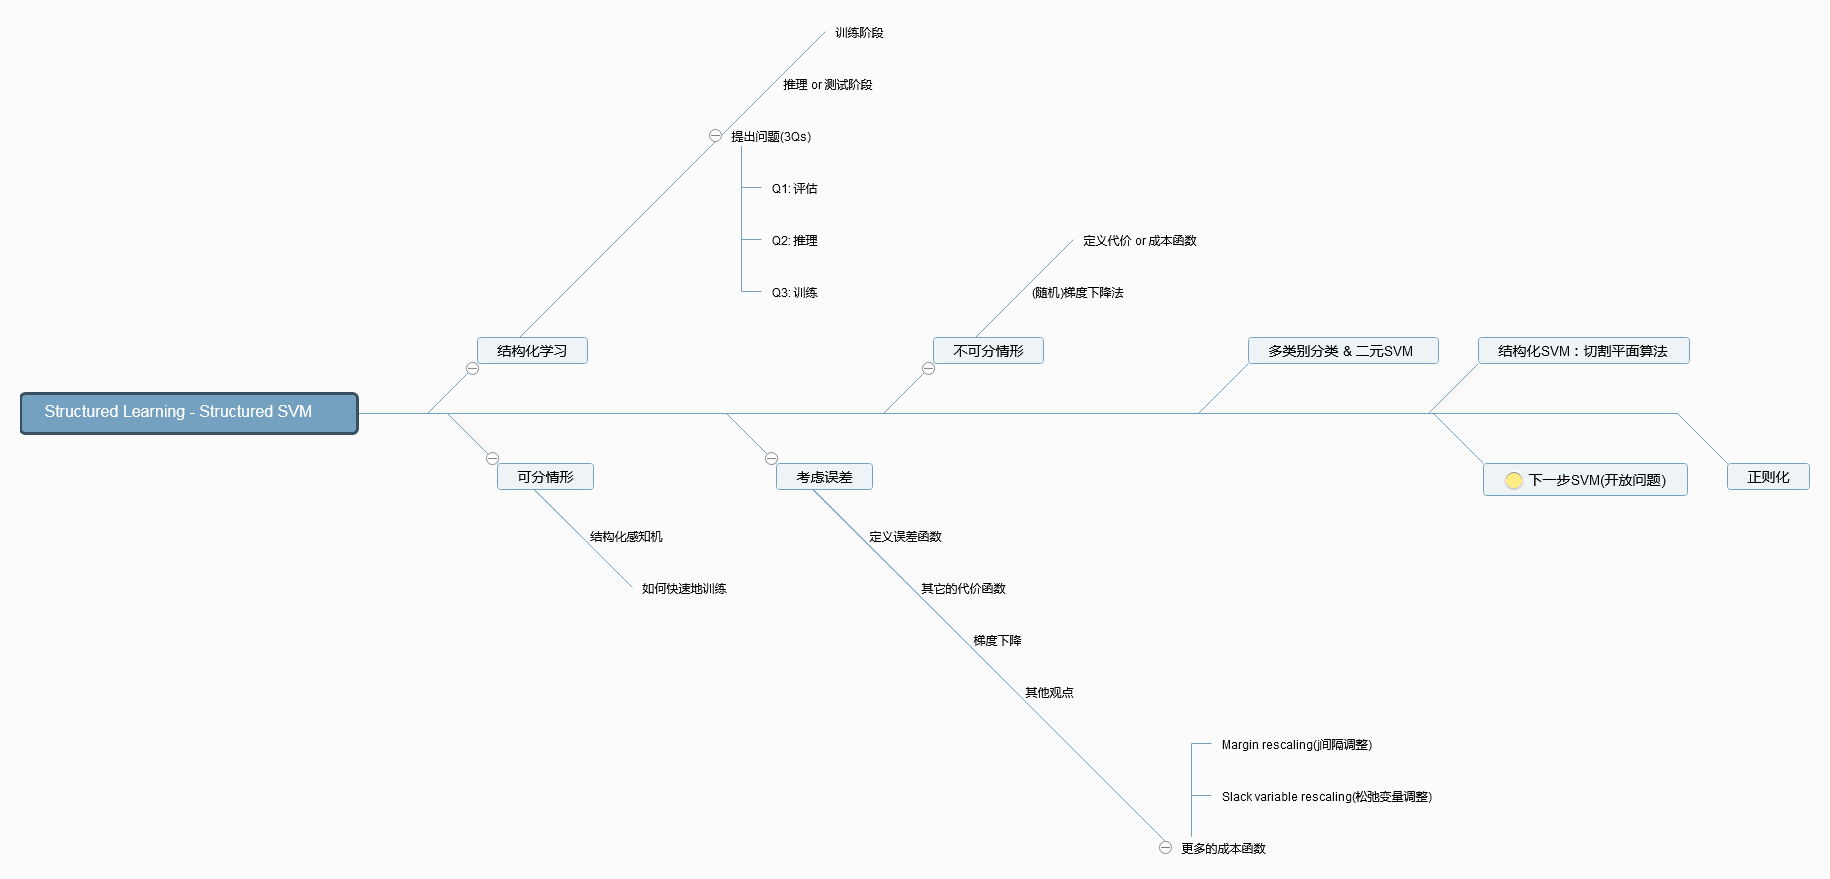 训练阶段
推理 or 测试阶段
提出问题(3Qs)
Q1: 评估
Q2: 推理
Q3: 训练
定义代价 or 成本函数
(随机)梯度下降法
结构化学习
不可分情形
多类别分类 & 二元SVM
结构化SVM：切割平面算法
Structured Learning - Structured SVM
可分情形
考虑误差
下一步SVM(开放问题)
正则化
结构化感知机
如何快速地训练
定义误差函数
其它的代价函数
梯度下降
其他观点
Margin rescaling(j间隔调整)
Slack variable rescaling(松弛变量调整)
更多的成本函数